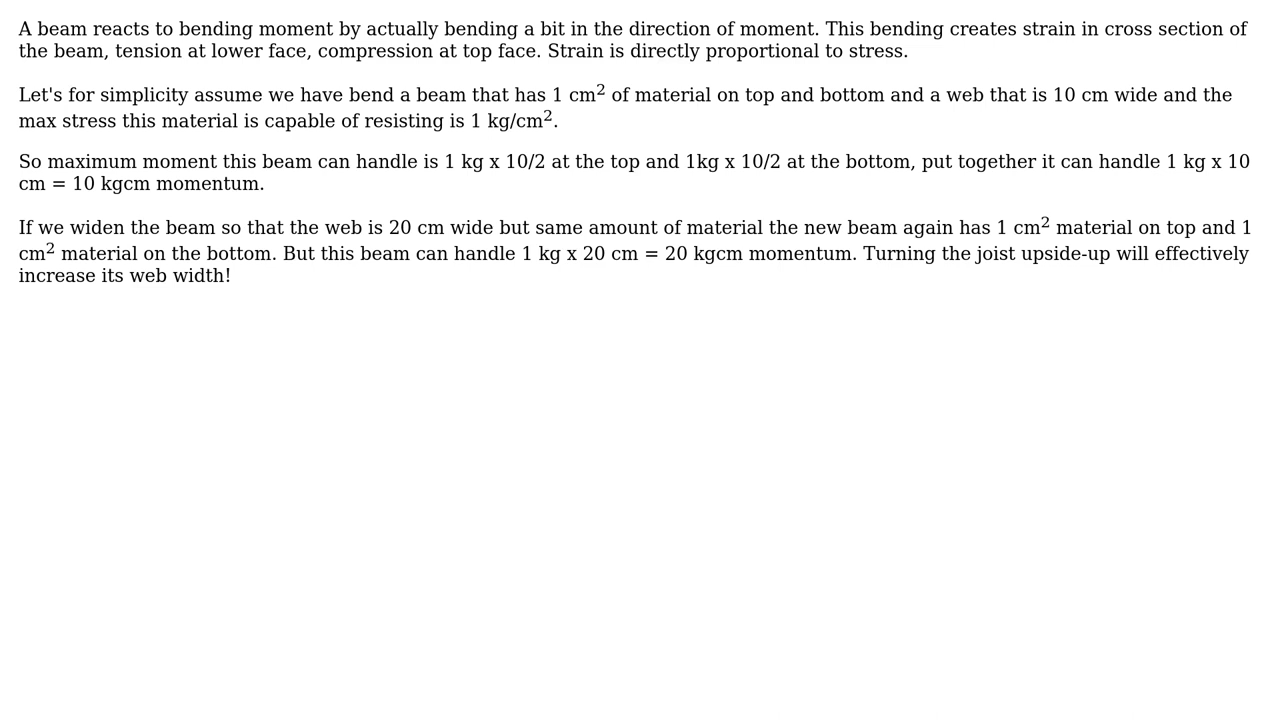 A beam reacts to bending moment by actually bending a bit in the direction of moment. This bending creates strain in cross section of
the beam, tension at lower face, compression at top face. Strain is directly proportional to stress.
Let's for simplicity assume we have bend a beam that has 1 cm² of material on top and bottom and a web that is 10 cm wide and the
max stress this material is capable of resisting is 1 kg/cm².
So maximum moment this beam can handle is 1 kg x 10/2 at the top and 1kg x 10/2 at the bottom, put together it can handle 1 kg x 10
cm = 10 kgcm momentum.
If we widen the beam so that the web is 20 cm wide but same amount of material the new beam again has 1 cm² material on top and 1
cm² material on the bottom. But this beam can handle 1 kg x 20 cm = 20 kgcm momentum. Turning the joist upside-up will effectively
increase its web width!